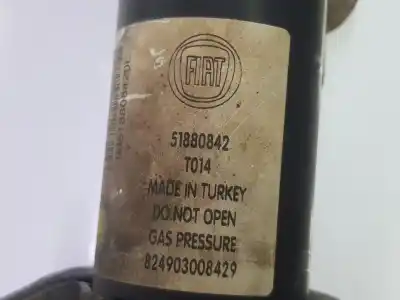 FIAT
51880842
T014
MADE IN TURKEY
DO NOT OPEN
GAS PRESSURE
824903008429